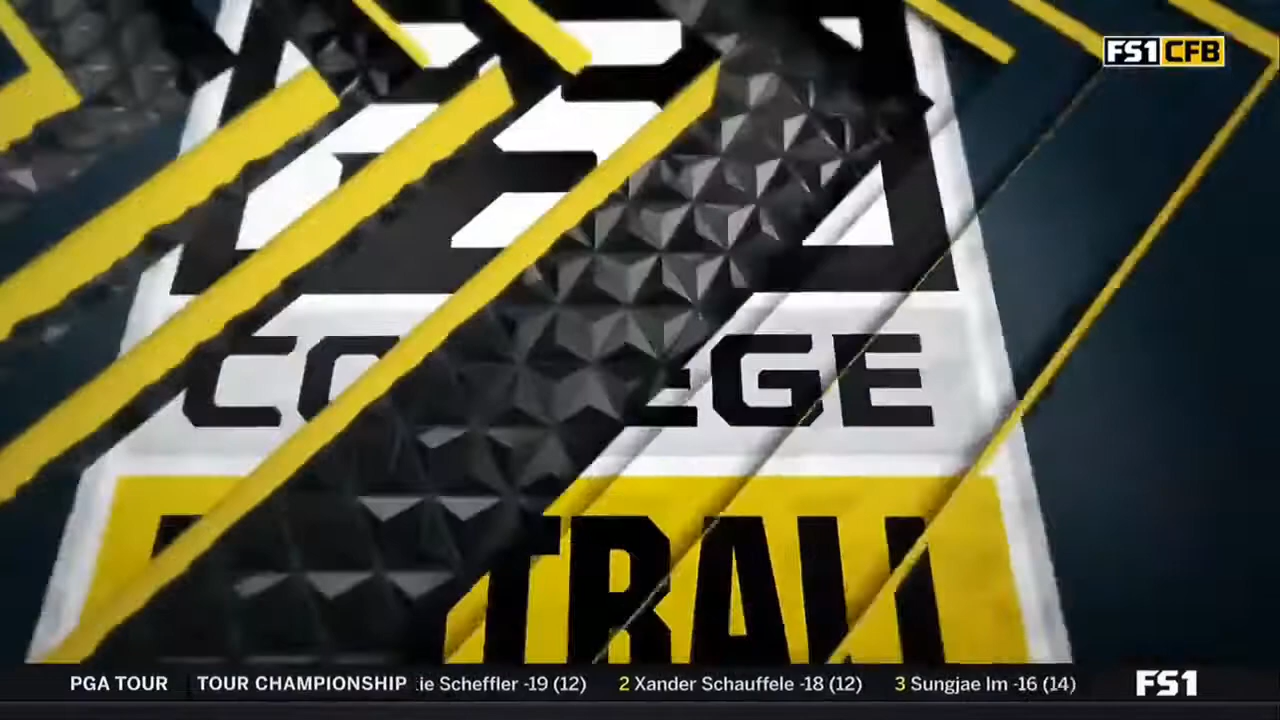 FS1 CFB
COLLEGE
PGA TOUR TOUR CHAMPIONSHIP ie Scheffler -19 (12) 2 Xander Schauffele -18 (12) 3 Sungjae Im -16 (14) FS1